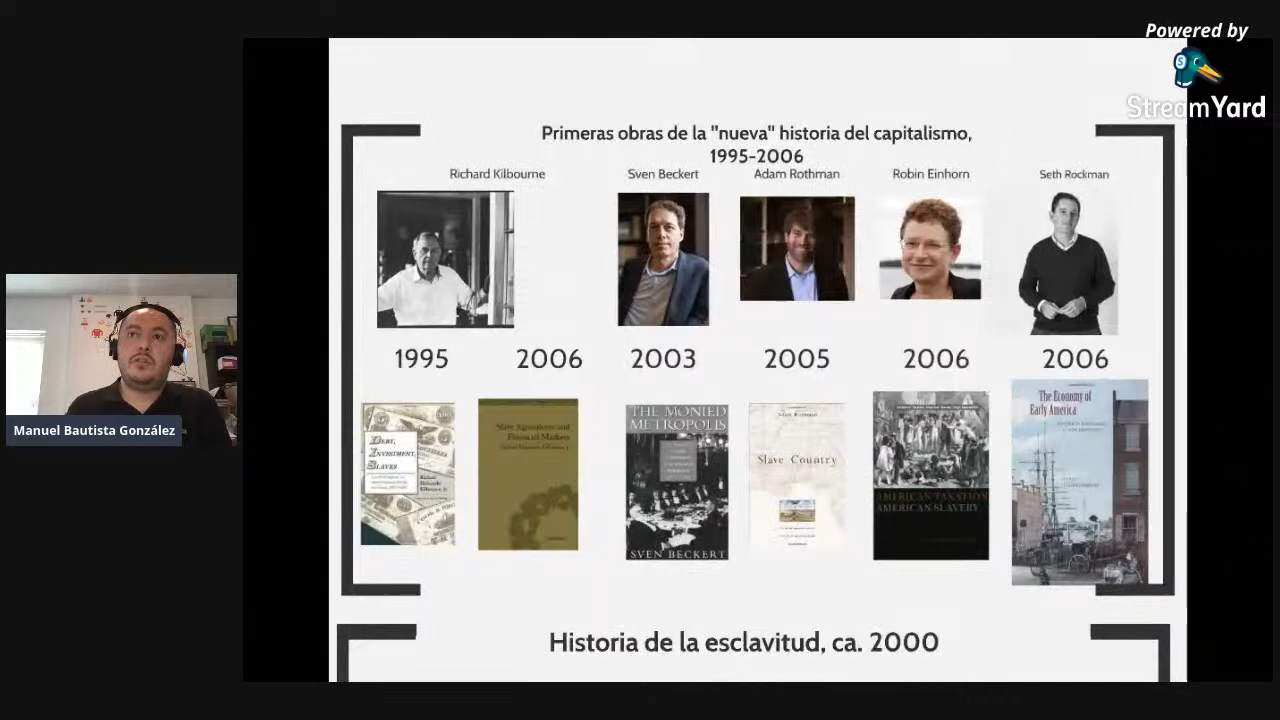 Powered by
StreamYard
Primeras obras de la "nueva" historia del capitalismo,
1995-2006
Richard Kilbourne
Sven Beckert
Adam Rothman
Robin Einhorn
Seth Rockman
1995
2006
2003
2005
2006
2006
DEBT,
INVESTMENT,
SLAVES
Slave Agriculture and
Financial Markets
THE MONIED
METROPOLIS
SVEN BECKERT
Adam Rothman
Slave Country
AMERICAN TAXATION
AMERICAN SLAVERY
The Economy of
Early America
Manuel Bautista González
Historia de la esclavitud, ca. 2000